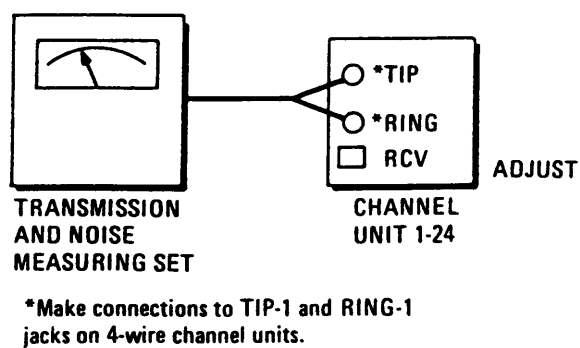 *TIP
*RING
RCV
ADJUST
TRANSMISSION
AND NOISE
MEASURING SET
CHANNEL
UNIT 1-24
*Make connections to TIP-1 and RING-1
jacks on 4-wire channel units.